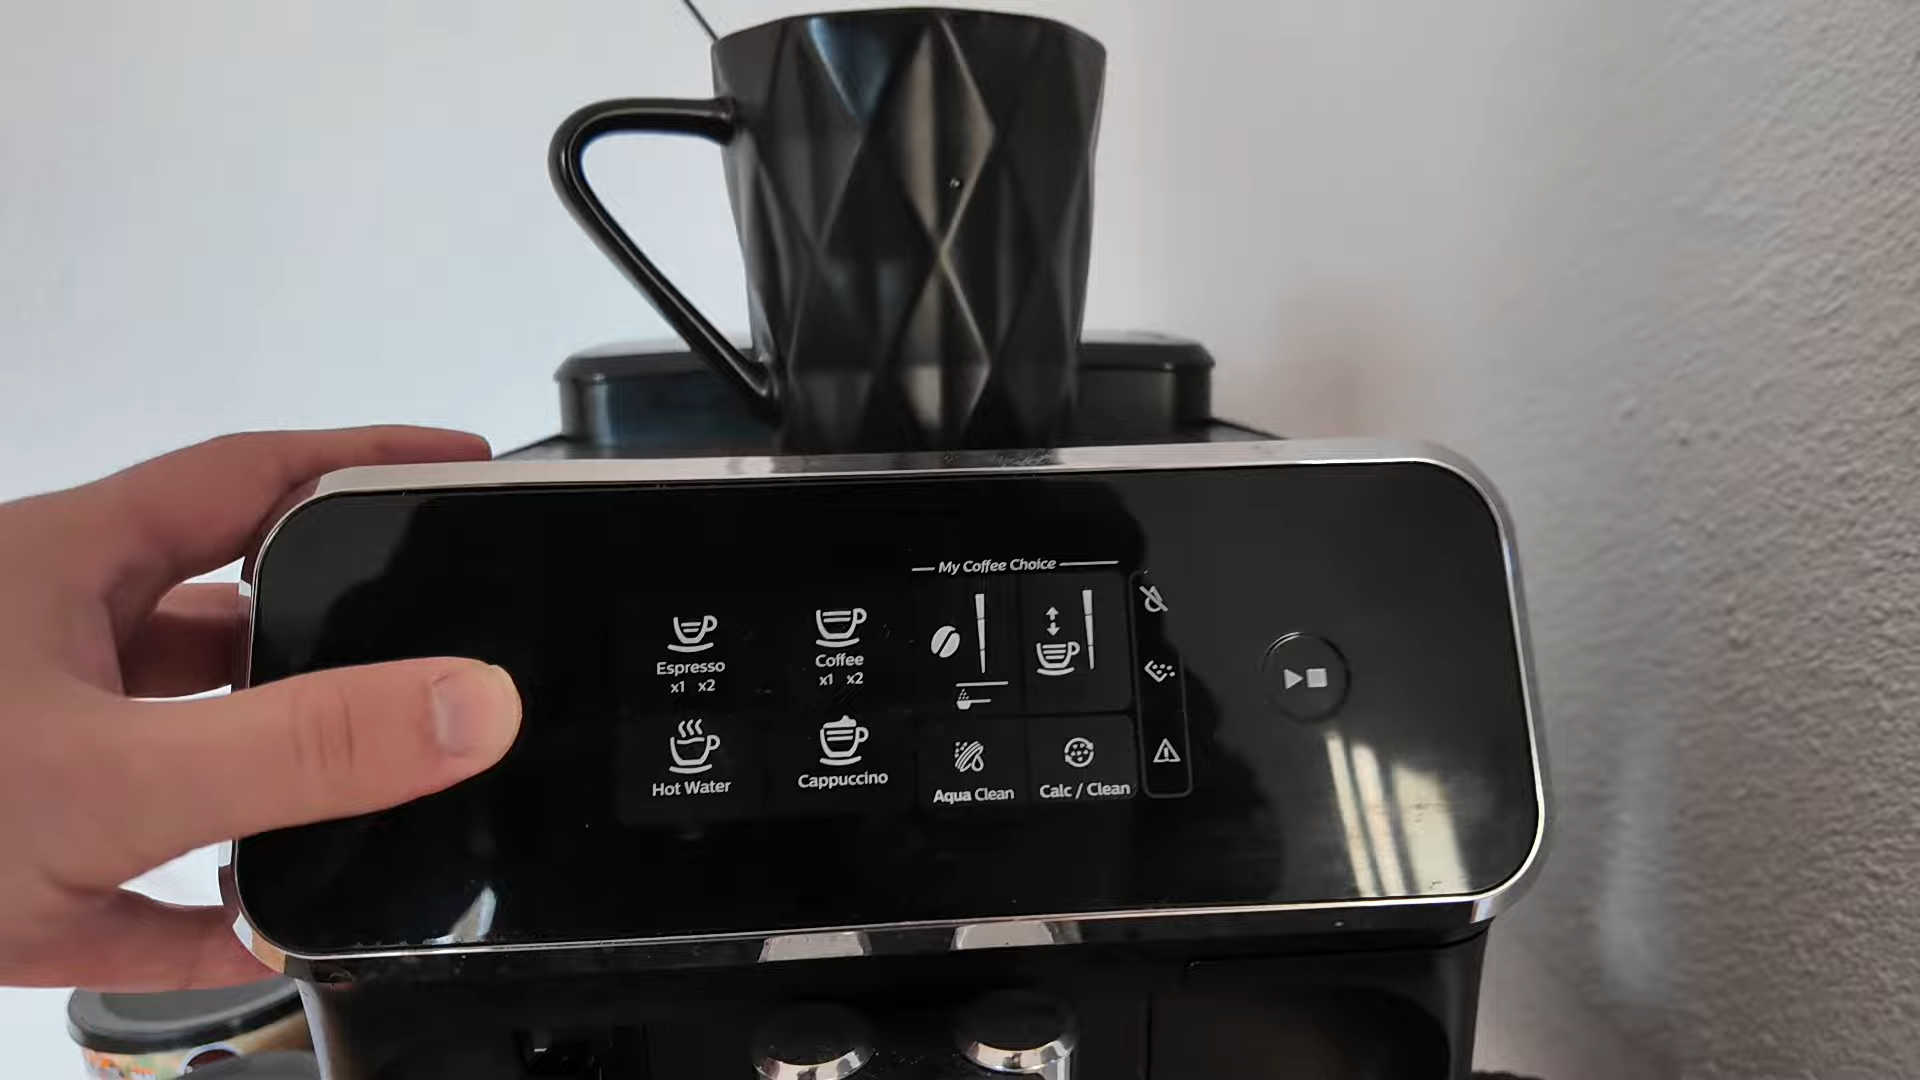 My Coffee Choice
Espresso
x1 x2
Coffee
x1 x2
Hot Water
Cappuccino
Aqua Clean
Calc / Clean